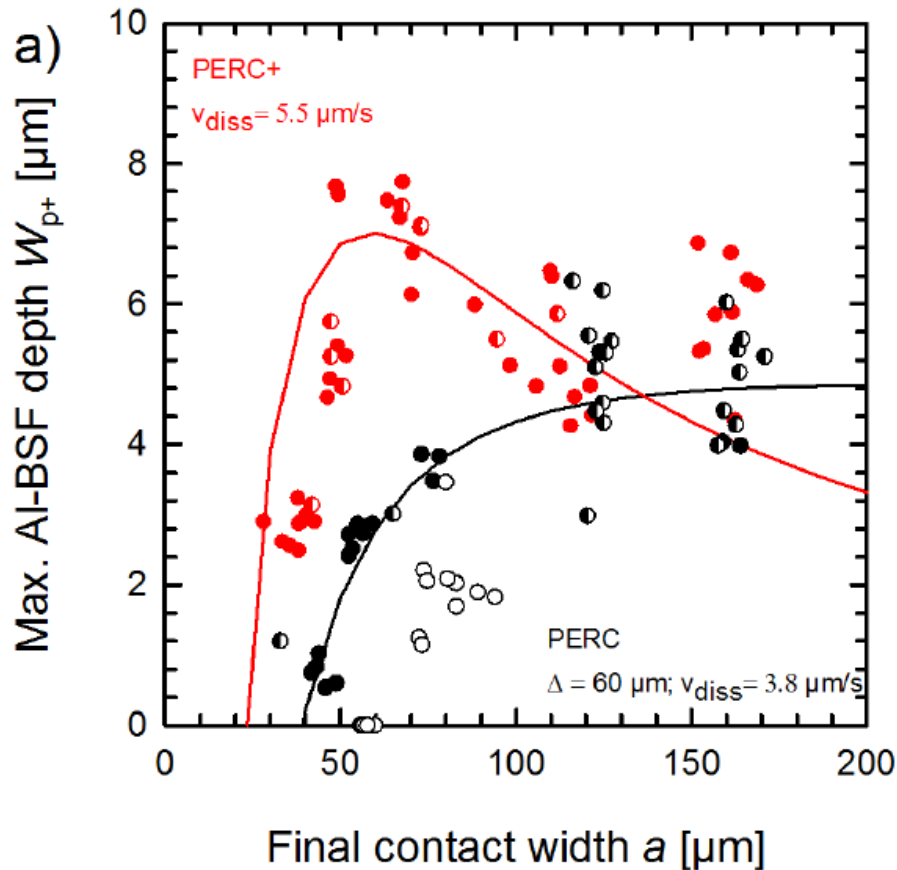 a)
Max. Al-BSF depth Wp+ [µm]
10
8
6
4
2
0
PERC+
vdiss= 5.5 µm/s
PERC
Δ = 60 µm; vdiss= 3.8 µm/s
0 50 100 150 200
Final contact width a [µm]